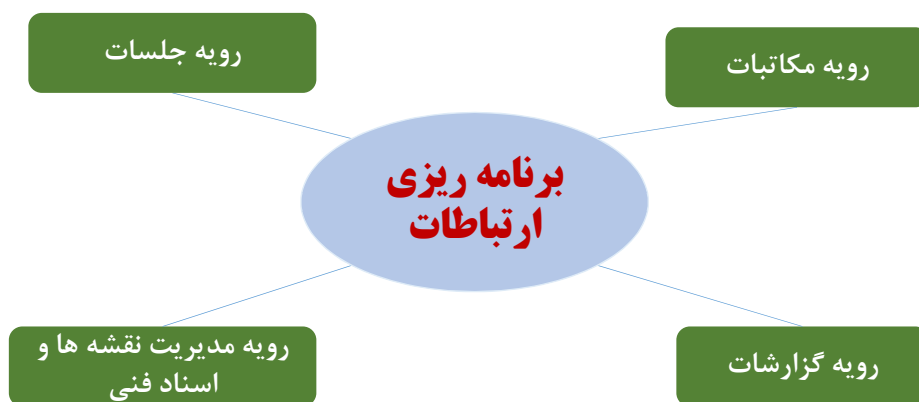 رویه مکاتبات
رویه جلسات
برنامه ریزی
ارتباطات
رویه گزارشات
رویه مدیریت نقشه ها و
اسناد فنی